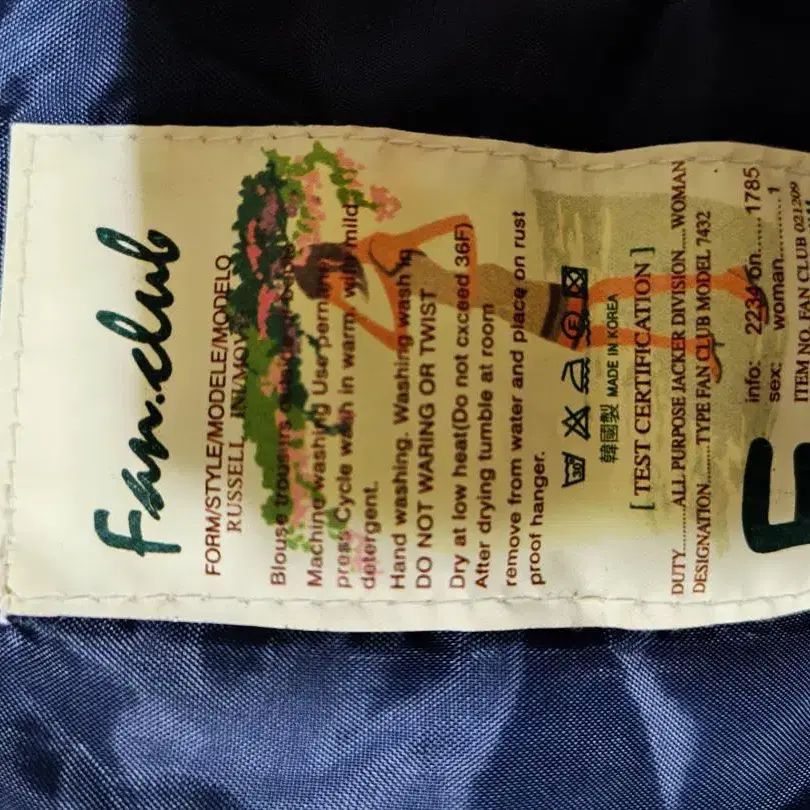 Fan.club
FORM/STYLE/MODELE/MODELO
RUSSELL
Blouse trousers
Machine washing Use
press Cycle wash in warm. with mild
detergent.
Hand washing. Washing wash in
DO NOT WARING OR TWIST
Dry at low heat(Do not cxceed 36F)
After drying tumble at room
remove from water and place on rust
proof hanger.
30
韓國製 MADE IN KOREA
[ TEST CERTIFICATION ]
DUTY..........ALL PURPOSE JACKER DIVISION.....WOMAN
DESIGNATION.........TYPE FAN CLUB MODEL 7432
info: 2234 on......1785
sex: woman..........1
ITEM NO. FAN CLUB 021209